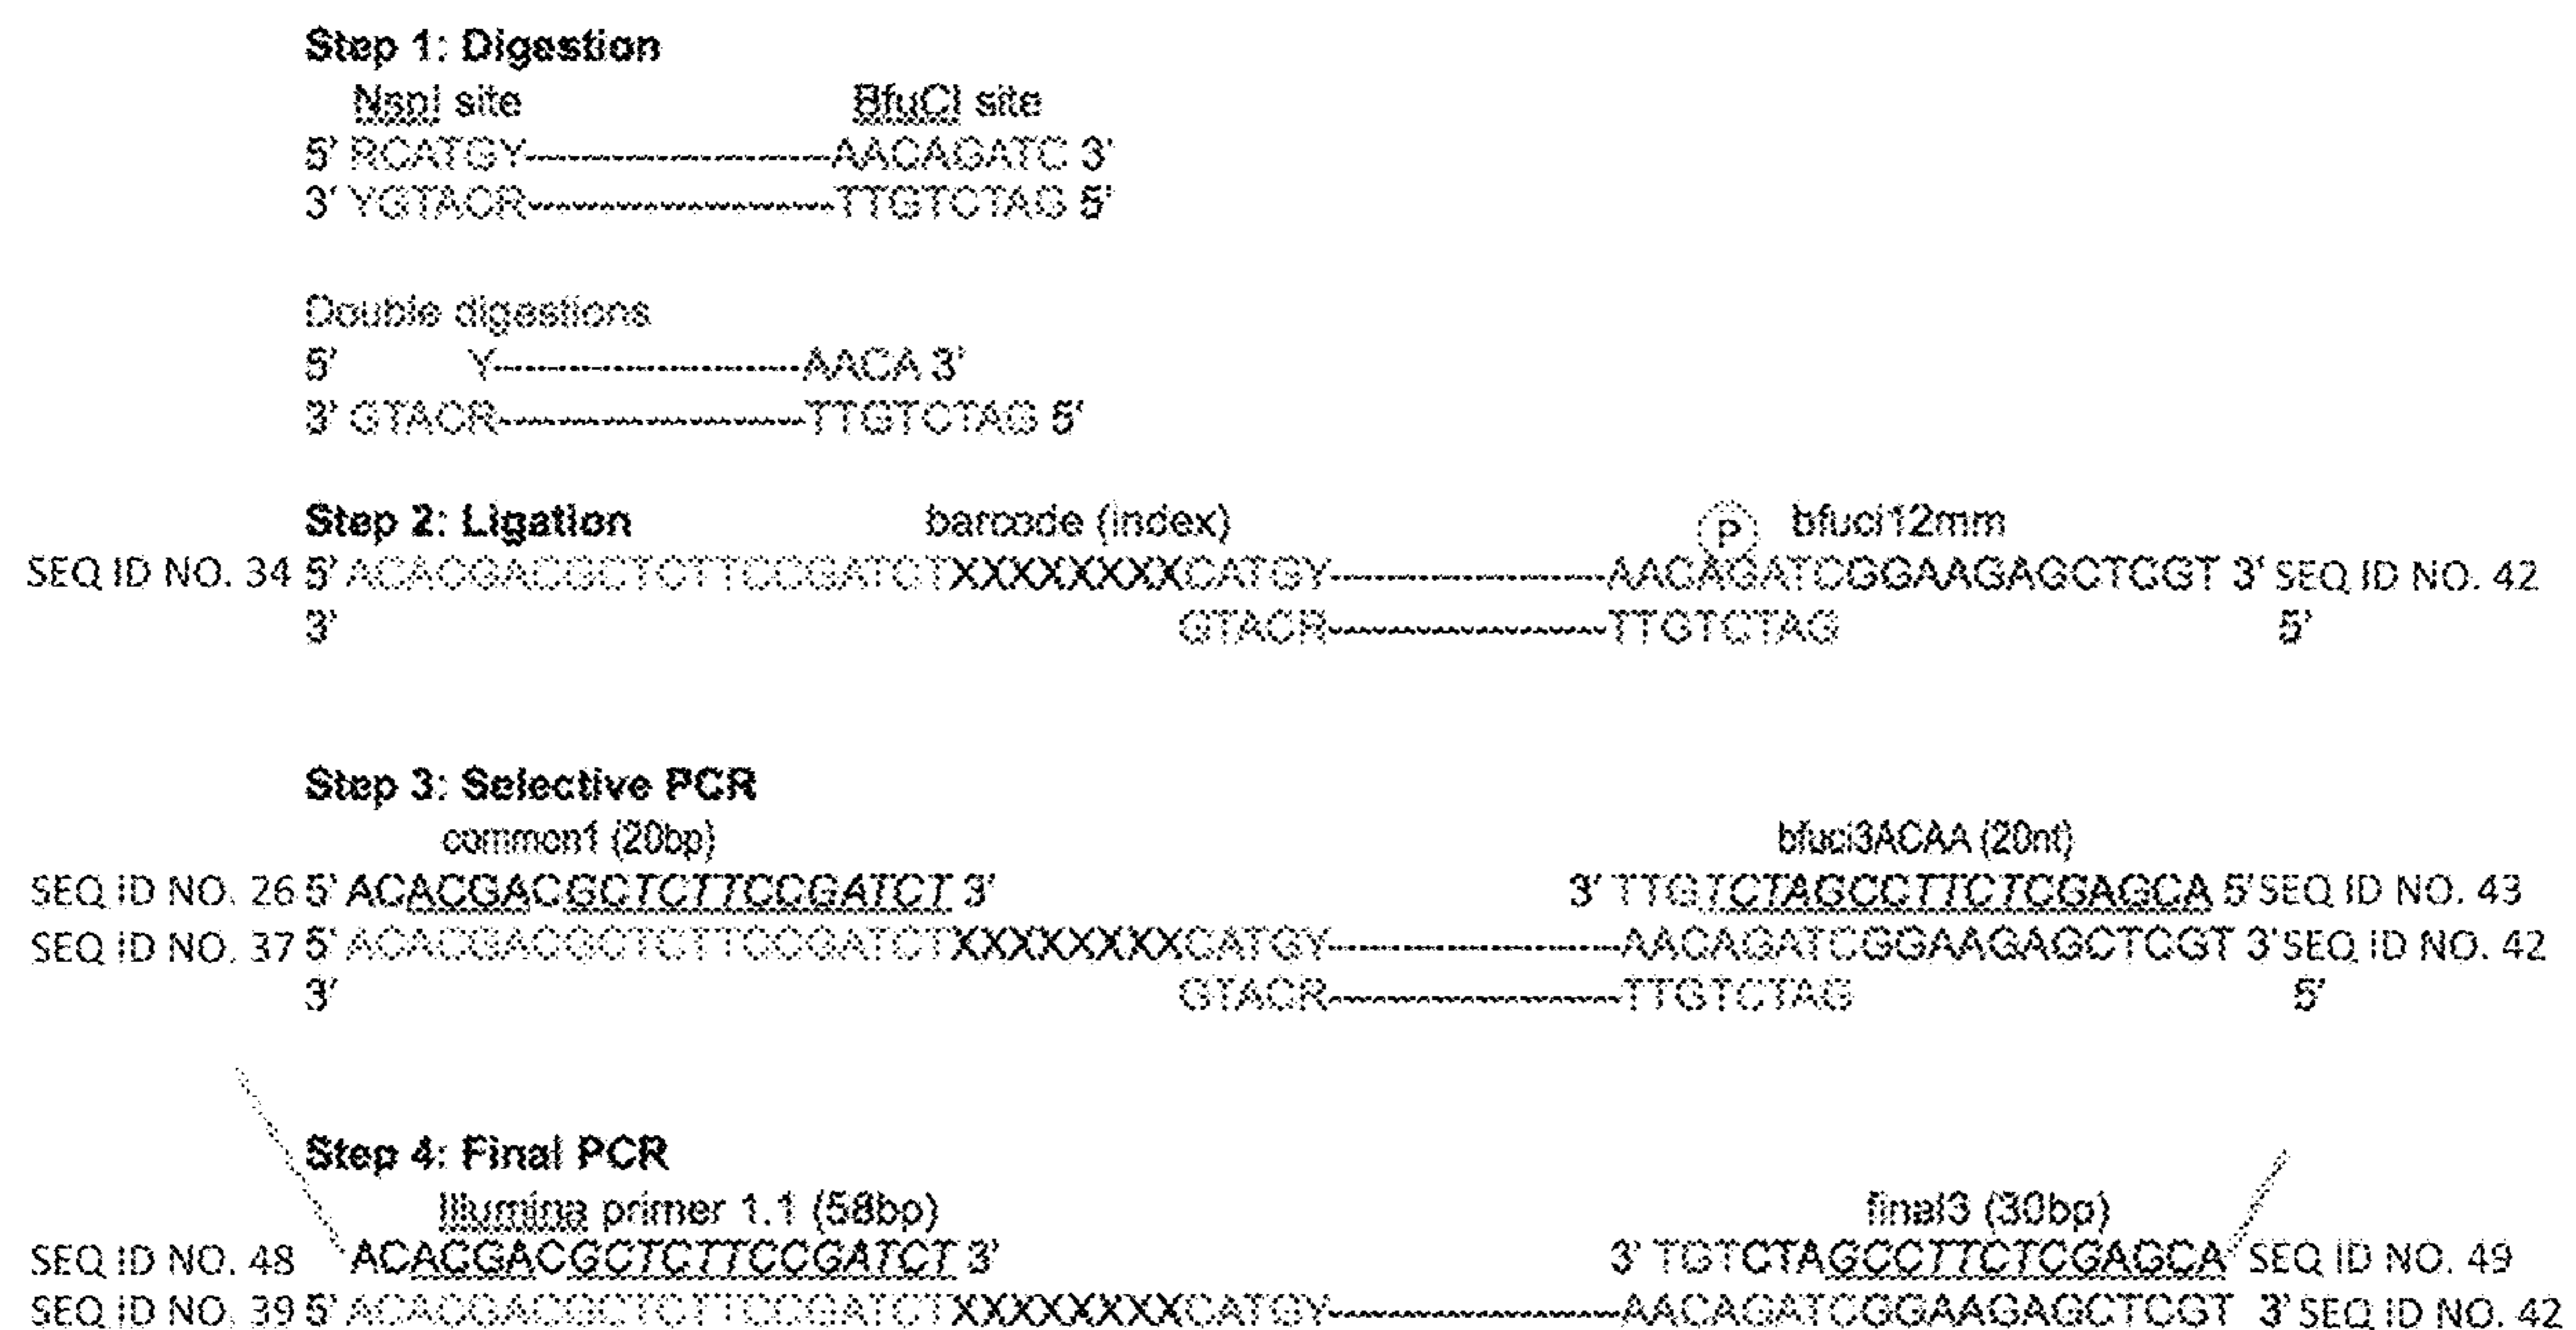 Step 1: Digestion
NspI site BfuCI site
5' RCATGY--------------------AACAGATC 3'
3' YGTACR--------------------TTGTCTAG 5'
Double digestions
5' Y--------------------AACA 3'
3' GTACR--------------------TTGTCTAG 5'
Step 2: Ligation barcode (index) P bfuci12mm
SEQ ID NO. 34 5' ACACGACGCTCTTCCGATCTXXXXXXXXCATGY--------------------AACAGATCGGAAGAGCTCGT 3' SEQ ID NO. 42
3' GTACR--------------------TTGTCTAG 5'
Step 3: Selective PCR
common1 (20bp) bfuci3ACAA (20nt)
SEQ ID NO. 26 5' ACACGACGCTCTTCCGATCT 3' 3' TTGTCTAGCCTTCTCGAGCA 5' SEQ ID NO. 43
SEQ ID NO. 37 5' ACACGACGCTCTTCCGATCTXXXXXXXXCATGY--------------------AACAGATCGGAAGAGCTCGT 3' SEQ ID NO. 42
3' GTACR--------------------TTGTCTAG 5'
Step 4: Final PCR
Illumina primer 1.1 (58bp) final3 (30bp)
SEQ ID NO. 48 ACACGACGCTCTTCCGATCT 3' 3' TGTCTAGCCTTCTCGAGCA SEQ ID NO. 49
SEQ ID NO. 39 5' ACACGACGCTCTTCCGATCTXXXXXXXXCATGY--------------------AACAGATCGGAAGAGCTCGT 3' SEQ ID NO. 42